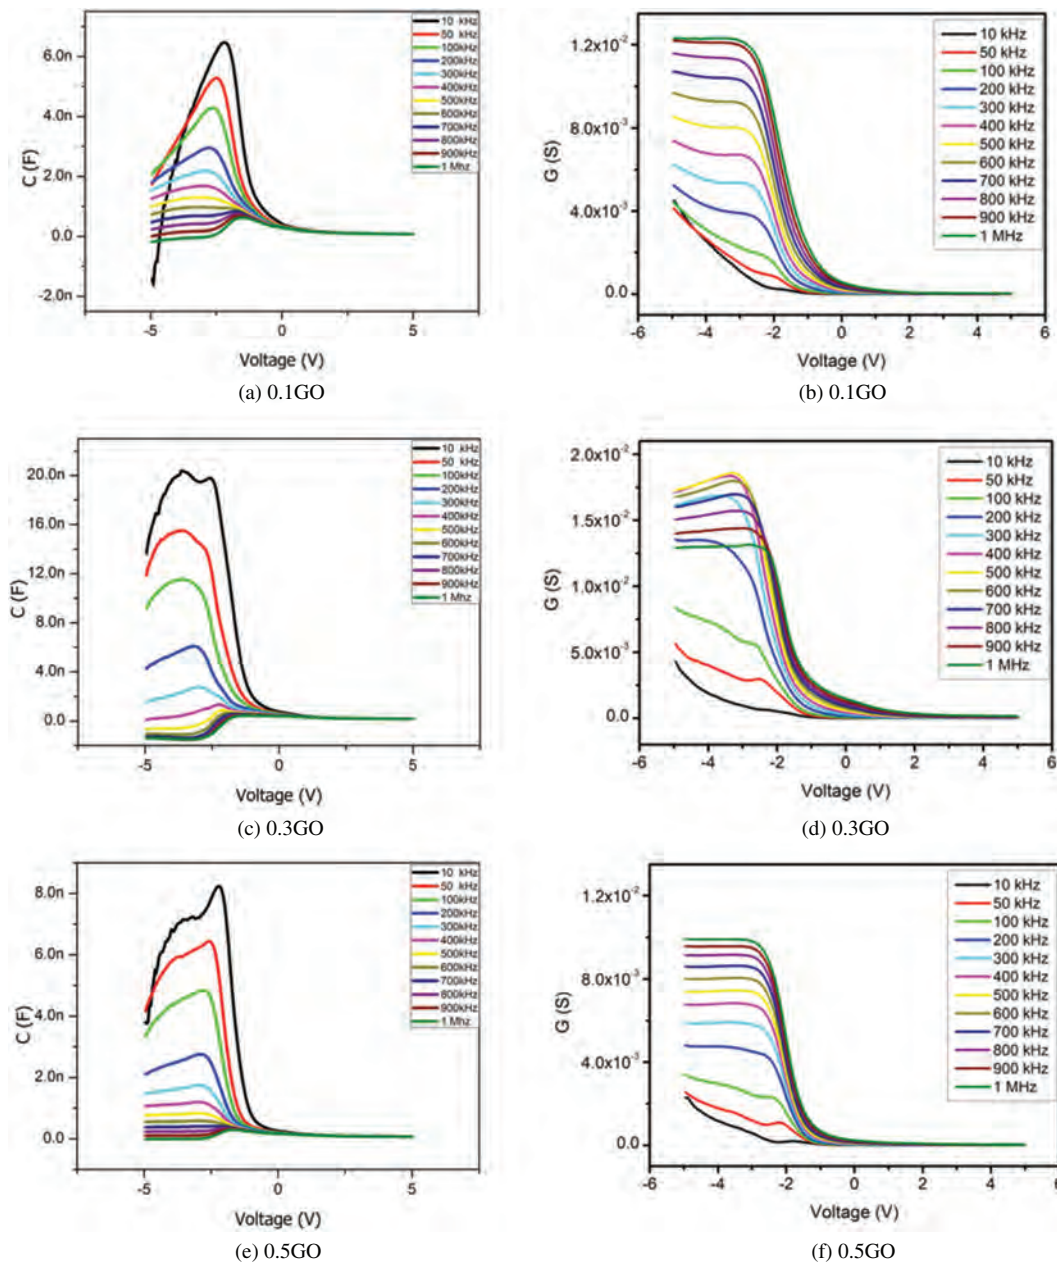 C (F)
6.0n
4.0n
2.0n
0.0
-2.0n
-5
0
5
Voltage (V)
10 kHz
50 kHz
100kHz
200kHz
300kHz
400kHz
500kHz
600kHz
700kHz
800kHz
900kHz
1 Mhz
(a) 0.1GO
G (S)
1.2x10⁻²
8.0x10⁻³
4.0x10⁻³
0.0
-6
-4
-2
0
2
4
6
Voltage (V)
10 kHz
50 kHz
100 kHz
200 kHz
300 kHz
400 kHz
500 kHz
600 kHz
700 kHz
800 kHz
900 kHz
1 MHz
(b) 0.1GO
C (F)
20.0n
16.0n
12.0n
8.0n
4.0n
0.0
-5
0
5
Voltage (V)
10 kHz
50 kHz
100kHz
200kHz
300kHz
400kHz
500kHz
600kHz
700kHz
800kHz
900kHz
1 Mhz
(c) 0.3GO
G (S)
2.0x10⁻²
1.5x10⁻²
1.0x10⁻²
5.0x10⁻³
0.0
-6
-4
-2
0
2
4
6
Voltage (V)
10 kHz
50 kHz
100 kHz
200 kHz
300 kHz
400 kHz
500 kHz
600 kHz
700 kHz
800 kHz
900 kHz
1 MHz
(d) 0.3GO
C (F)
8.0n
6.0n
4.0n
2.0n
0.0
-5
0
5
Voltage (V)
10 kHz
50 kHz
100kHz
200kHz
300kHz
400kHz
500kHz
600kHz
700kHz
800kHz
900kHz
1 Mhz
(e) 0.5GO
G (S)
1.2x10⁻²
8.0x10⁻³
4.0x10⁻³
0.0
-6
-4
-2
0
2
4
6
Voltage (V)
10 kHz
50 kHz
100 kHz
200 kHz
300 kHz
400 kHz
500 kHz
600 kHz
700 kHz
800 kHz
900 kHz
1 MHz
(f) 0.5GO